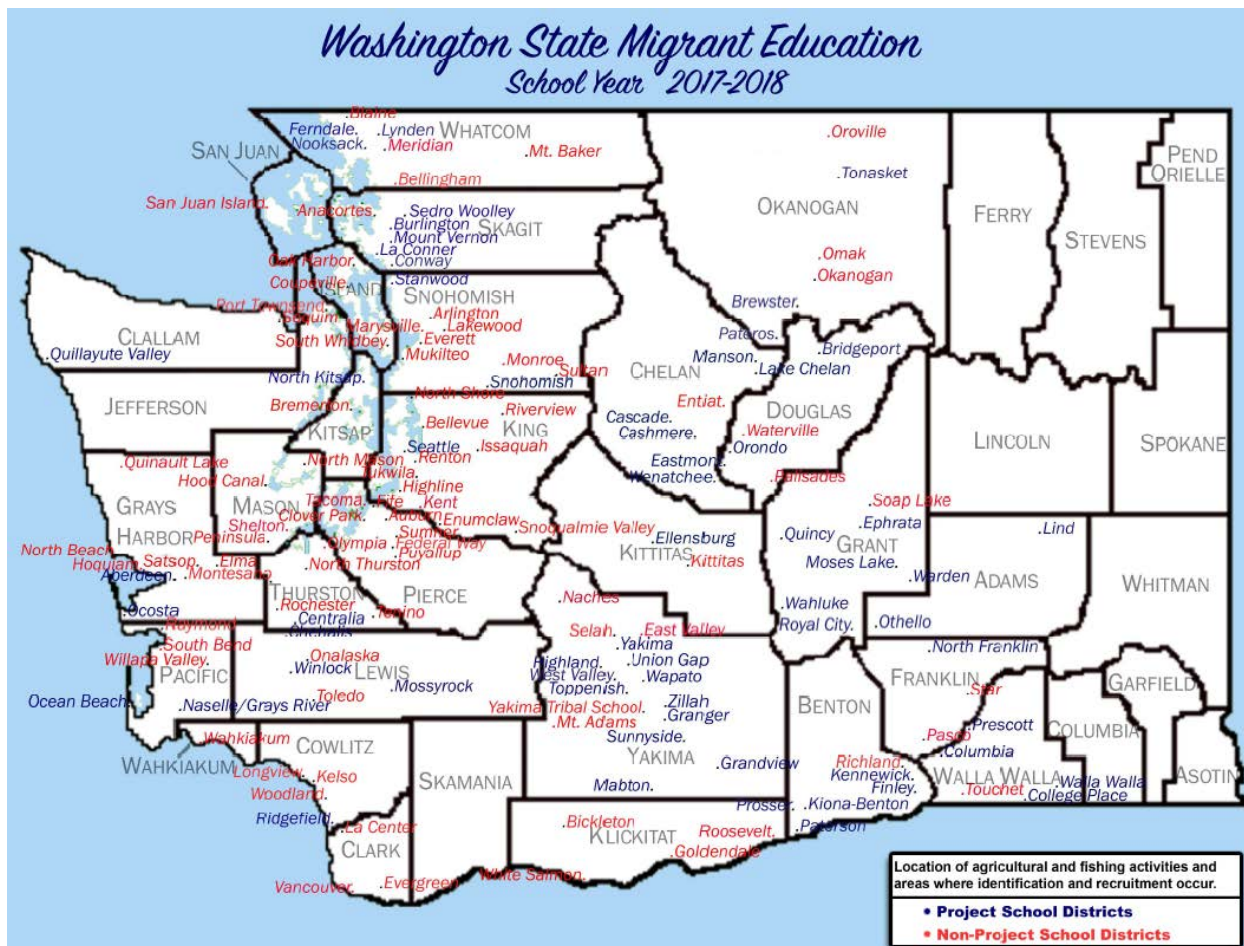 Washington State Migrant Education
School Year 2017-2018
.Blaine
Ferndale.
.Lynden
WHATCOM
Nooksack.
.Meridian
.Mt. Baker
SAN JUAN
.Bellingham
.Oroville
.Tonasket
PEND
ORIELLE
San Juan Island.
Anacortes.
.Sedro Woolley
.Burlington
SKAGIT
.Mount Vernon
.La Conner
.Conway
OKANOGAN
FERRY
STEVENS
Oak Harbor.
Coupeville.
ISLAND
.Stanwood
SNOHOMISH
.Omak
.Okanogan
Port Townsend.
.Sequim
Marysville.
.Arlington
.Lakewood
South Whidbey.
.Everett
.Mukilteo
.Monroe
.Sultan
.Snohomish
Brewster.
Pateros.
.Bridgeport
Manson.
.Lake Chelan
CLALLAM
.Quillayute Valley
CHELAN
North Kitsap.
.North Shore
JEFFERSON
Bremerton.
KITSAP
.Riverview
.Bellevue
KING
.Seattle
.Issaquah
.Renton
Entiat.
DOUGLAS
Cascade.
Cashmere.
.Waterville
.Orondo
Eastmont.
Wenatchee.
.Palisades
LINCOLN
SPOKANE
.Quinault Lake
.North Mason
Tukwila.
Hood Canal.
.Highline
GRAYS
HARBOR
MASON
Tacoma.
.Fife
.Kent
Clover Park.
.Auburn
.Enumclaw
Shelton.
Peninsula.
.Sumner
.Snoqualmie Valley
.Olympia
.Federal Way
.Puyallup
.Soap Lake
.Ephrata
.Quincy
GRANT
Moses Lake.
.Lind
.Ellensburg
KITTITAS
.Kittitas
North Beach
Hoquiam.
Satsop.
.Elma
Aberdeen.
.Montesano
.North Thurston
THURSTON
PIERCE
.Warden
ADAMS
WHITMAN
.Ocosta
.Rochester
.Tenino
.Centralia
.Chehalis
.Naches
.Wahluke
Royal City.
.Othello
.Raymond
.South Bend
Willapa Valley.
PACIFIC
.Onalaska
.Winlock
LEWIS
.Mossyrock
.Toledo
Selah.
East Valley
.Yakima
Highland.
.Union Gap
West Valley.
.Wapato
Toppenish.
.North Franklin
FRANKLIN
.Star
GARFIELD
Ocean Beach.
.Naselle/Grays River
Yakima Tribal School.
.Zillah
.Mt. Adams
.Granger
Sunnyside.
YAKIMA
BENTON
.Prescott
Pasco.
COLUMBIA
.Columbia
Wahkiakum
WAHKIAKUM
COWLITZ
Longview.
.Kelso
Woodland.
SKAMANIA
.Grandview
Mabton.
Richland.
Kennewick.
Finley.
WALLA WALLA
.Touchet
.Walla Walla
.College Place
ASOTIN
Ridgefield.
.La Center
CLARK
Prosser.
.Kiona-Benton
.Paterson
.Bickleton
KLICKITAT
Roosevelt.
.Goldendale
Vancouver.
.Evergreen
White Salmon.
Location of agricultural and fishing activities and
areas where identification and recruitment occur.
• Project School Districts
• Non-Project School Districts